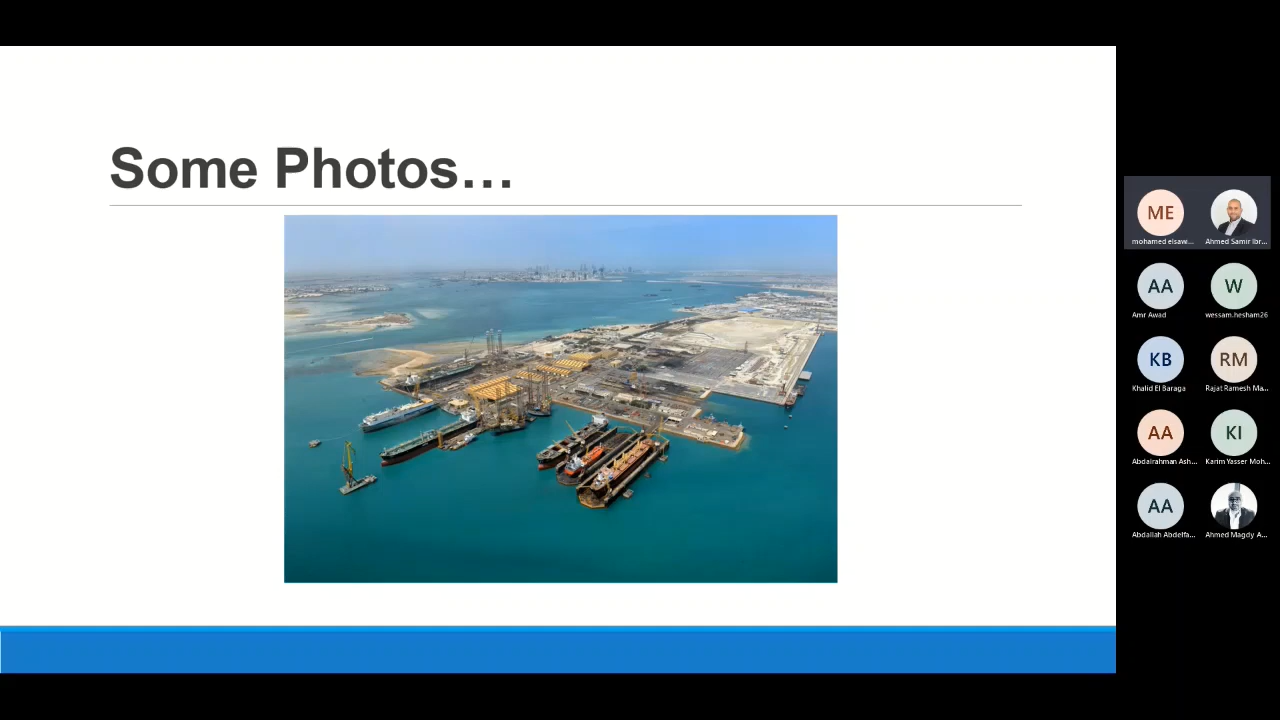 Some Photos…
ME
mohamed elsaw...
Ahmed Samir Ibr...
AA
Amr Awad
W
wessam.hesham26
KB
Khalid El Baraga
RM
Rajat Ramesh Ma...
AA
Abdalrahman Ash...
KI
Karim Yasser Moh...
AA
Abdallah Abdelfa...
Ahmed Magdy A...